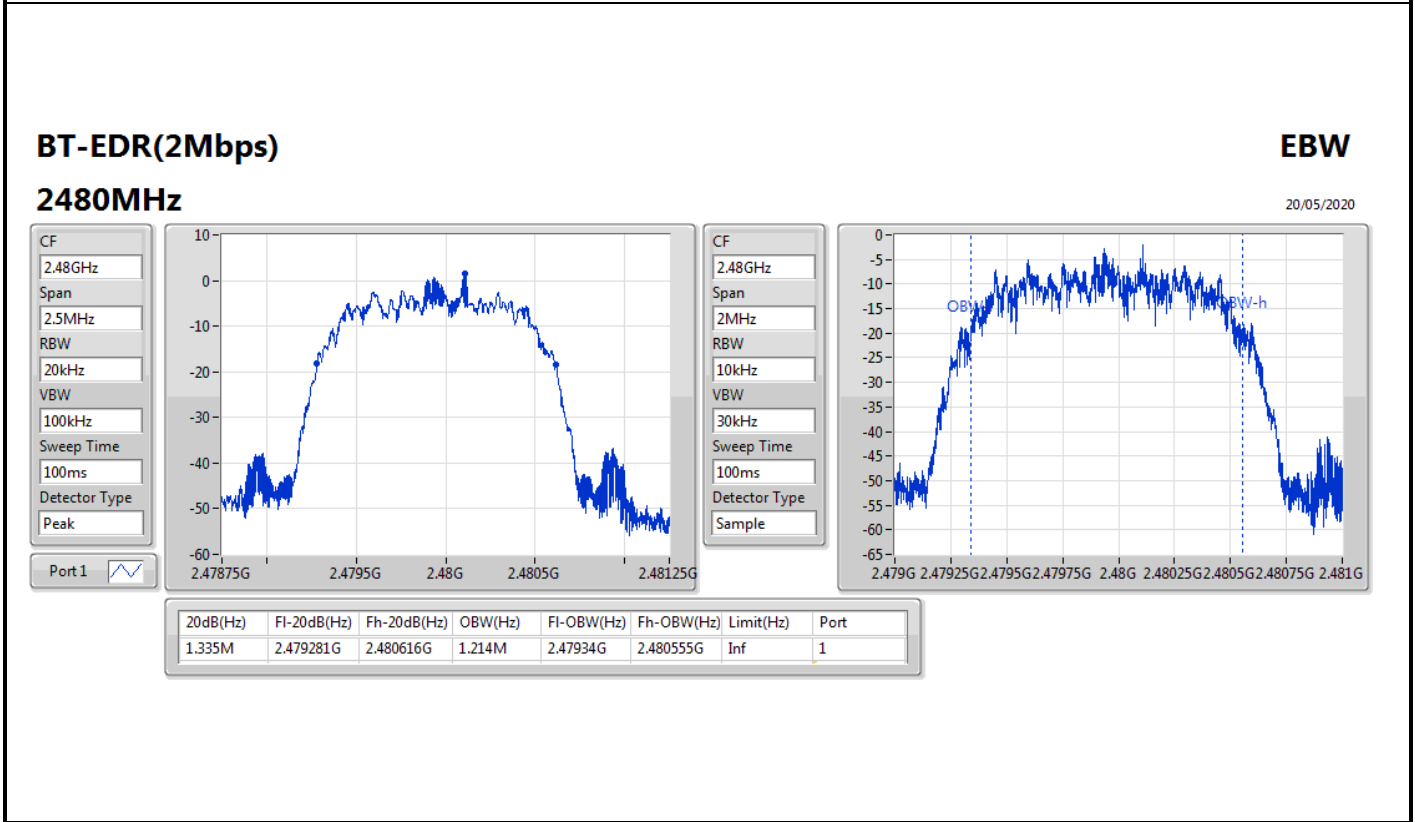 BT-EDR(2Mbps)
EBW
2480MHz
20/05/2020
CF
2.48GHz
Span
2.5MHz
RBW
20kHz
VBW
100kHz
Sweep Time
100ms
Detector Type
Peak
Port 1
10
0
-10
-20
-30
-40
-50
-60
2.47875G 2.4795G 2.48G 2.4805G 2.48125G
CF
2.48GHz
Span
2MHz
RBW
10kHz
VBW
30kHz
Sweep Time
100ms
Detector Type
Sample
0
-5
-10
-15
-20
-25
-30
-35
-40
-45
-50
-55
-60
-65
OBW-h
2.479G 2.47925G 2.4795G 2.47975G 2.48G 2.48025G 2.4805G 2.48075G 2.481G
20dB(Hz) Fl-20dB(Hz) Fh-20dB(Hz) OBW(Hz) Fl-OBW(Hz) Fh-OBW(Hz) Limit(Hz) Port
1.335M 2.479281G 2.480616G 1.214M 2.47934G 2.480555G Inf 1